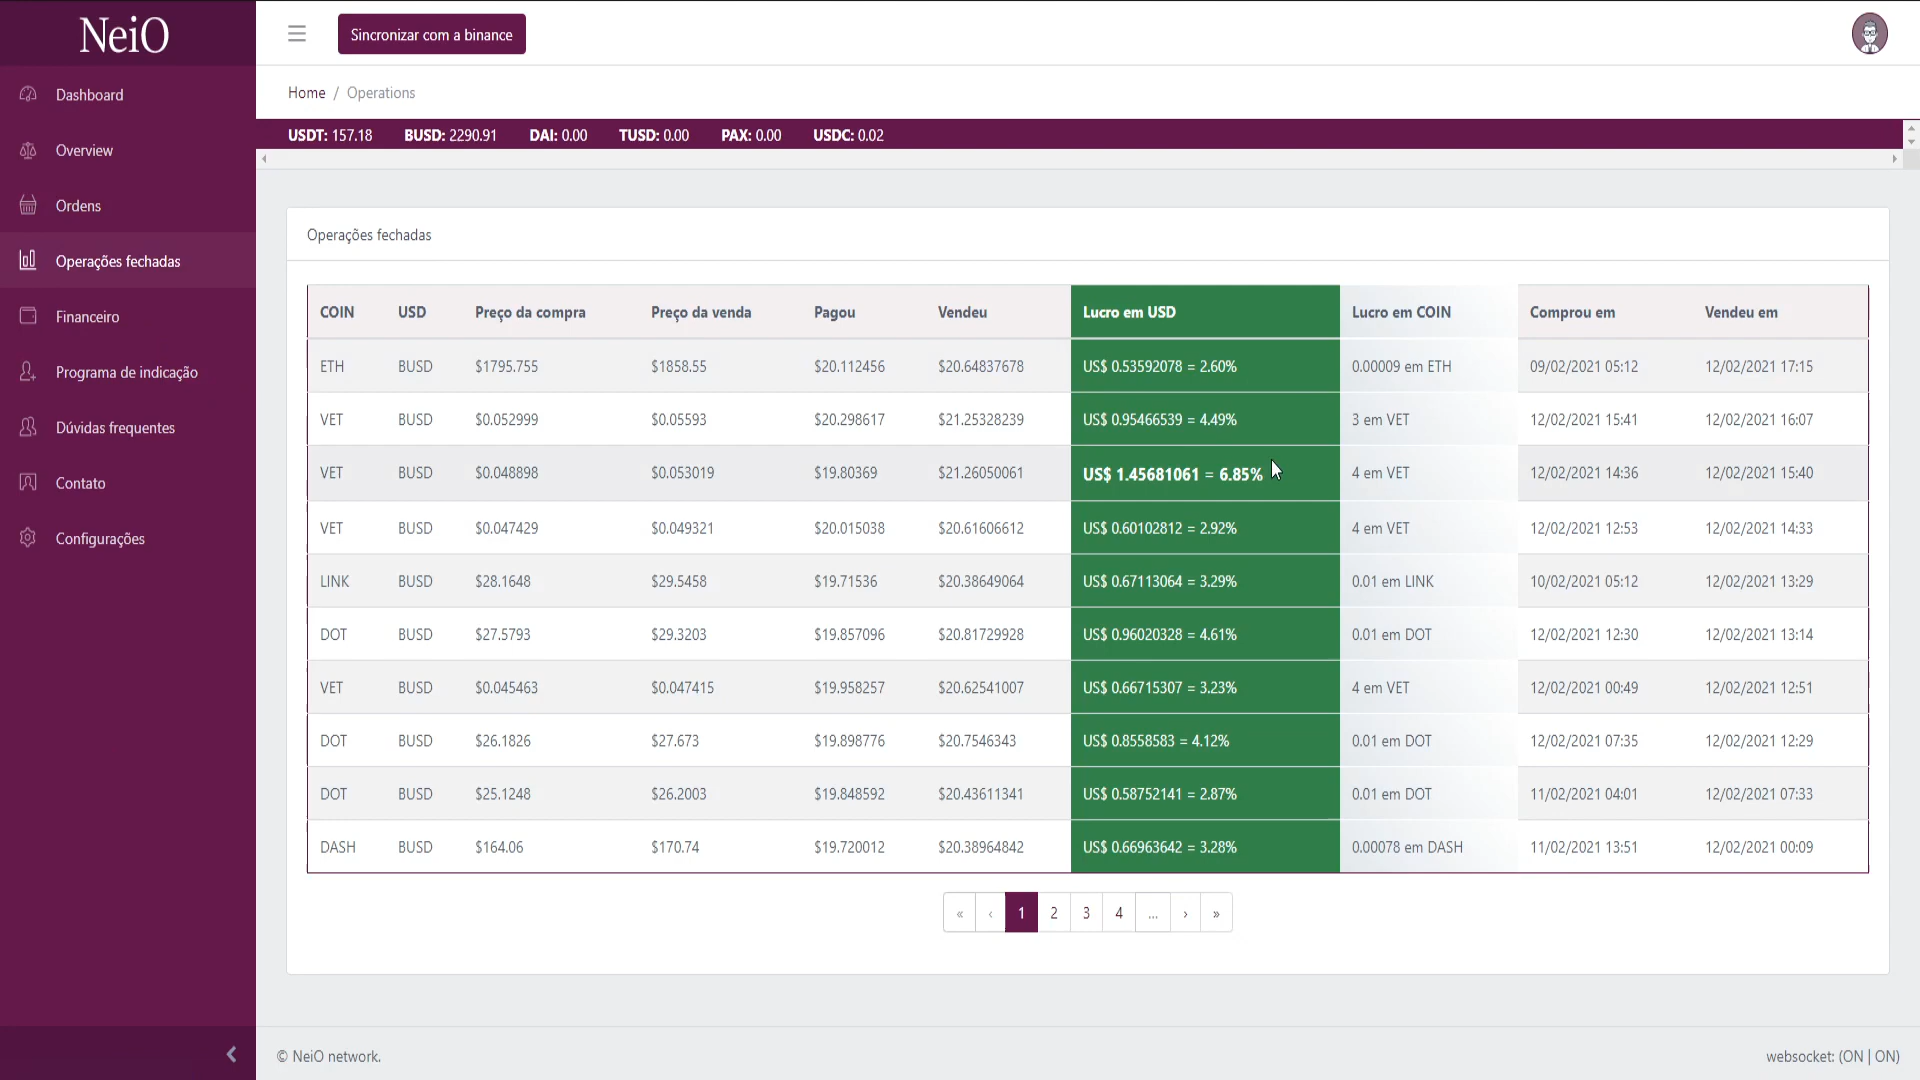 NeiO
Sincronizar com a binance
Dashboard
Overview
Ordens
Operações fechadas
Financeiro
Programa de indicação
Dúvidas frequentes
Contato
Configurações
Home / Operations
USDT: 157.18 BUSD: 2290.91 DAI: 0.00 TUSD: 0.00 PAX: 0.00 USDC: 0.02
Operações fechadas
COIN USD Preço da compra Preço da venda Pagou Vendeu Lucro em USD Lucro em COIN Comprou em Vendeu em
ETH BUSD $1795.755 $1858.55 $20.112456 $20.64837678 US$ 0.53592078 = 2.60% 0.00009 em ETH 09/02/2021 05:12 12/02/2021 17:15
VET BUSD $0.052999 $0.05593 $20.298617 $21.25328239 US$ 0.95466539 = 4.49% 3 em VET 12/02/2021 15:41 12/02/2021 16:07
VET BUSD $0.048898 $0.053019 $19.80369 $21.26050061 US$ 1.45681061 = 6.85% 4 em VET 12/02/2021 14:36 12/02/2021 15:40
VET BUSD $0.047429 $0.049321 $20.015038 $20.61606612 US$ 0.60102812 = 2.92% 4 em VET 12/02/2021 12:53 12/02/2021 14:33
LINK BUSD $28.1648 $29.5458 $19.71536 $20.38649064 US$ 0.67113064 = 3.29% 0.01 em LINK 10/02/2021 05:12 12/02/2021 13:29
DOT BUSD $27.5793 $29.3203 $19.857096 $20.81729928 US$ 0.96020328 = 4.61% 0.01 em DOT 12/02/2021 12:30 12/02/2021 13:14
VET BUSD $0.045463 $0.047415 $19.958257 $20.62541007 US$ 0.66715307 = 3.23% 4 em VET 12/02/2021 00:49 12/02/2021 12:51
DOT BUSD $26.1826 $27.673 $19.898776 $20.7546343 US$ 0.8558583 = 4.12% 0.01 em DOT 12/02/2021 07:35 12/02/2021 12:29
DOT BUSD $25.1248 $26.2003 $19.848592 $20.43611341 US$ 0.58752141 = 2.87% 0.01 em DOT 11/02/2021 04:01 12/02/2021 07:33
DASH BUSD $164.06 $170.74 $19.720012 $20.38964842 US$ 0.66963642 = 3.28% 0.00078 em DASH 11/02/2021 13:51 12/02/2021 00:09
« ‹ 1 2 3 4 ... › »
© NeiO network.
websocket: (ON | ON)